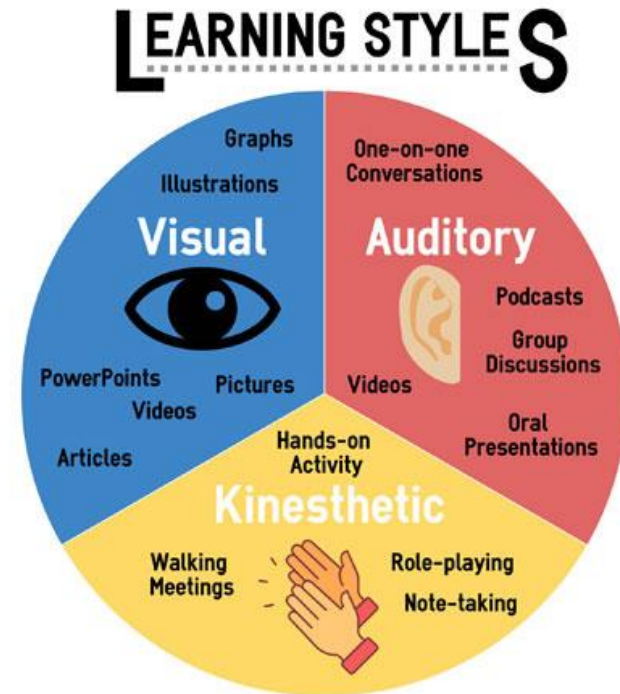 LEARNING STYLES
Graphs
Illustrations
Visual
PowerPoints
Pictures
Videos
Articles
One-on-one
Conversations
Auditory
Podcasts
Group
Discussions
Videos
Oral
Presentations
Hands-on
Activity
Kinesthetic
Walking
Meetings
Role-playing
Note-taking